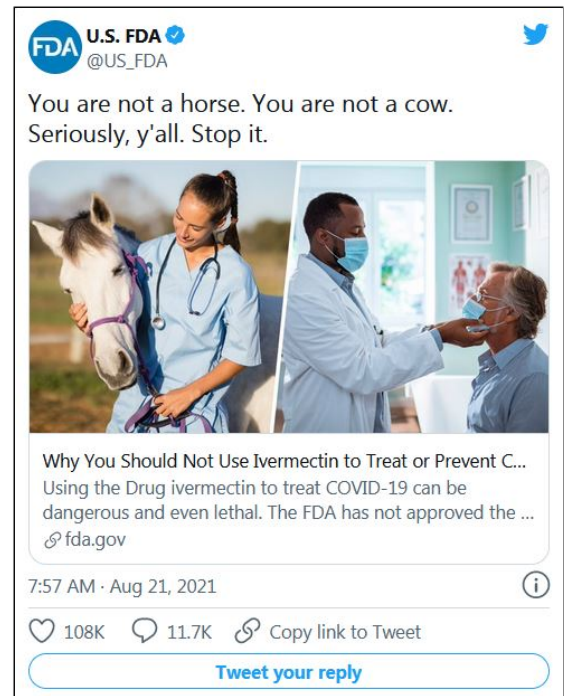 FDA
U.S. FDA
@US_FDA
You are not a horse. You are not a cow.
Seriously, y'all. Stop it.
Why You Should Not Use Ivermectin to Treat or Prevent C...
Using the Drug ivermectin to treat COVID-19 can be
dangerous and even lethal. The FDA has not approved the ...
fda.gov
7:57 AM · Aug 21, 2021
108K 11.7K Copy link to Tweet
Tweet your reply